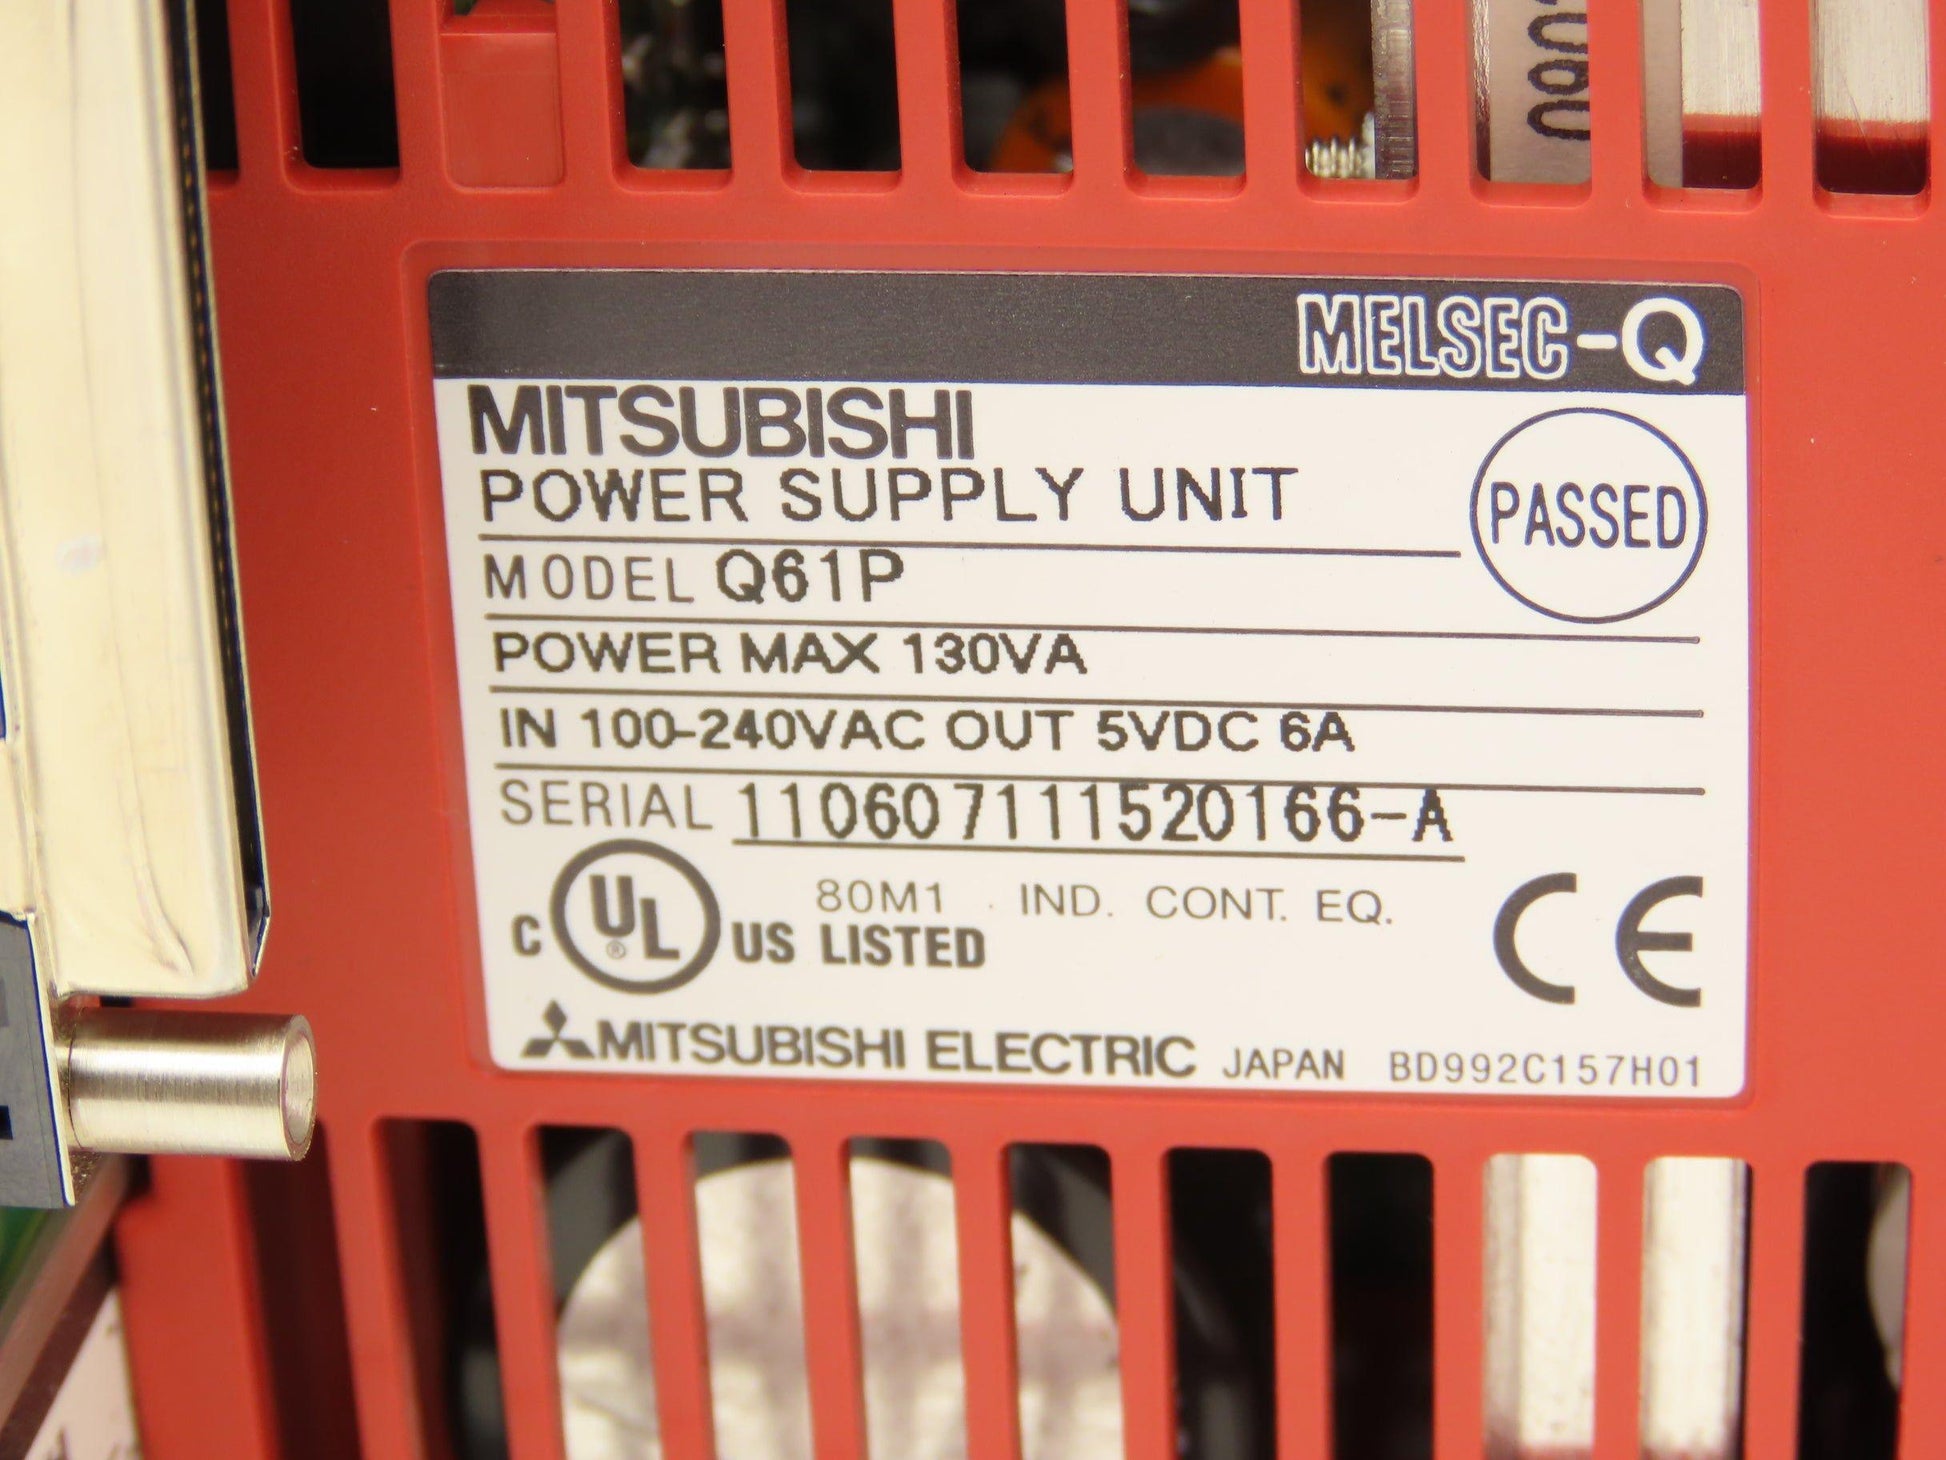 MELSEC-Q
MITSUBISHI
POWER SUPPLY UNIT
PASSED
MODEL Q61P
POWER MAX 130VA
IN 100-240VAC OUT 5VDC 6A
SERIAL 110607111520166-A
C UL® US LISTED
80M1 IND. CONT. EQ.
CE
MITSUBISHI ELECTRIC JAPAN BD992C157H01